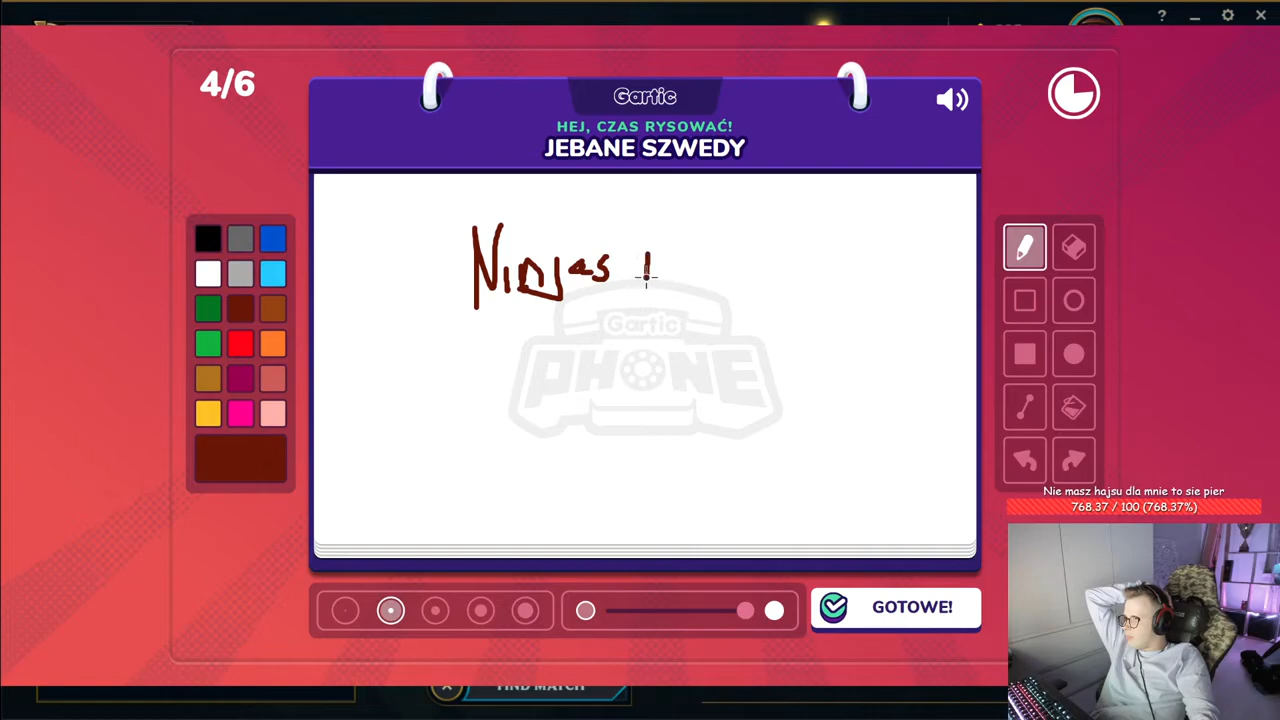 ?
4/6
Gartic
HEJ, CZAS RYSOWAĆ!
JEBANE SZWEDY
Ninjas
Gartic
PHONE
Nie masz hajsu dla mnie to sie pier
768.37 / 100 (768.37%)
GOTOWE!
FIND MATCH